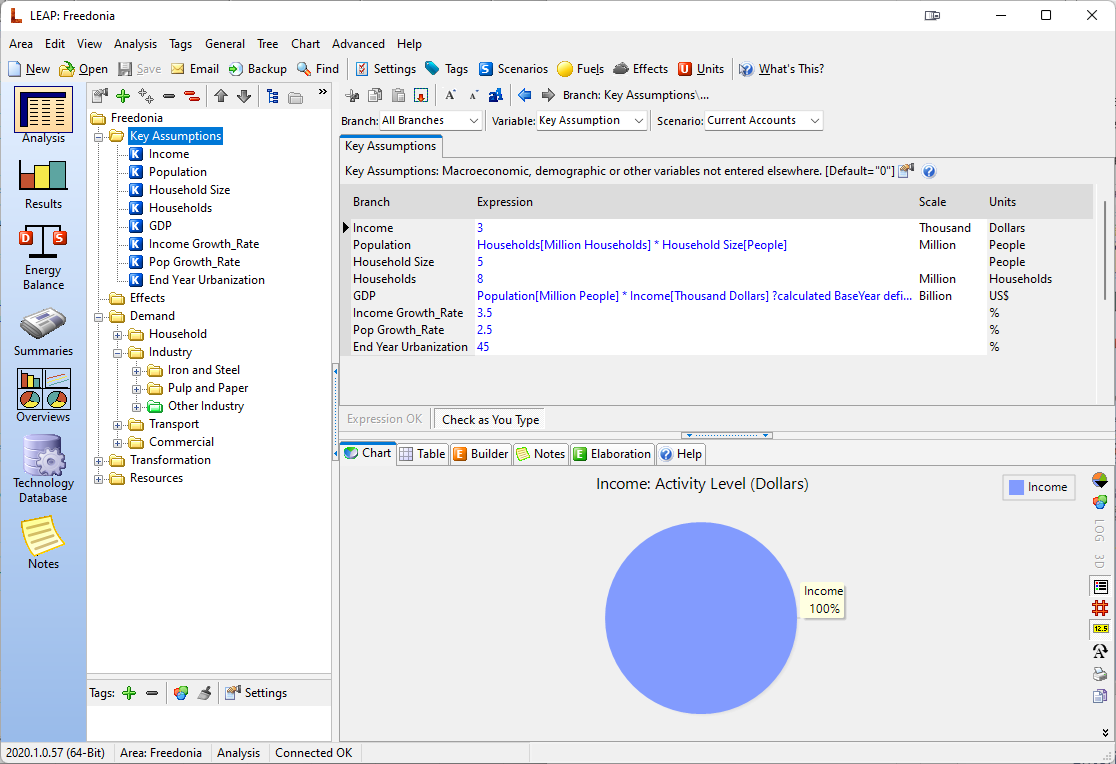 LEAP: Freedonia
Area Edit View Analysis Tags General Tree Chart Advanced Help
New Open Save Email Backup Find Settings Tags Scenarios Fuels Effects Units What's This?
Branch: Key Assumptions\...
Branch: All Branches Variable: Key Assumption Scenario: Current Accounts
Analysis
Results
Energy
Balance
Summaries
Overviews
Technology
Database
Notes
Freedonia
Key Assumptions
Income
Population
Household Size
Households
GDP
Income Growth_Rate
Pop Growth_Rate
End Year Urbanization
Effects
Demand
Household
Industry
Iron and Steel
Pulp and Paper
Other Industry
Transport
Commercial
Transformation
Resources
Tags: Settings
Key Assumptions
Key Assumptions: Macroeconomic, demographic or other variables not entered elsewhere. [Default="0"]
Branch Expression Scale Units
Income 3 Thousand Dollars
Population Households[Million Households] * Household Size[People] Million People
Household Size 5 People
Households 8 Million Households
GDP Population[Million People] * Income[Thousand Dollars] ?calculated BaseYear defi... Billion US$
Income Growth_Rate 3.5 %
Pop Growth_Rate 2.5 %
End Year Urbanization 45 %
Expression OK Check as You Type
Chart Table Builder Notes Elaboration Help
Income: Activity Level (Dollars)
Income
Income
100%
LOG
3D
12.5
2020.1.0.57 (64-Bit) Area: Freedonia Analysis Connected OK